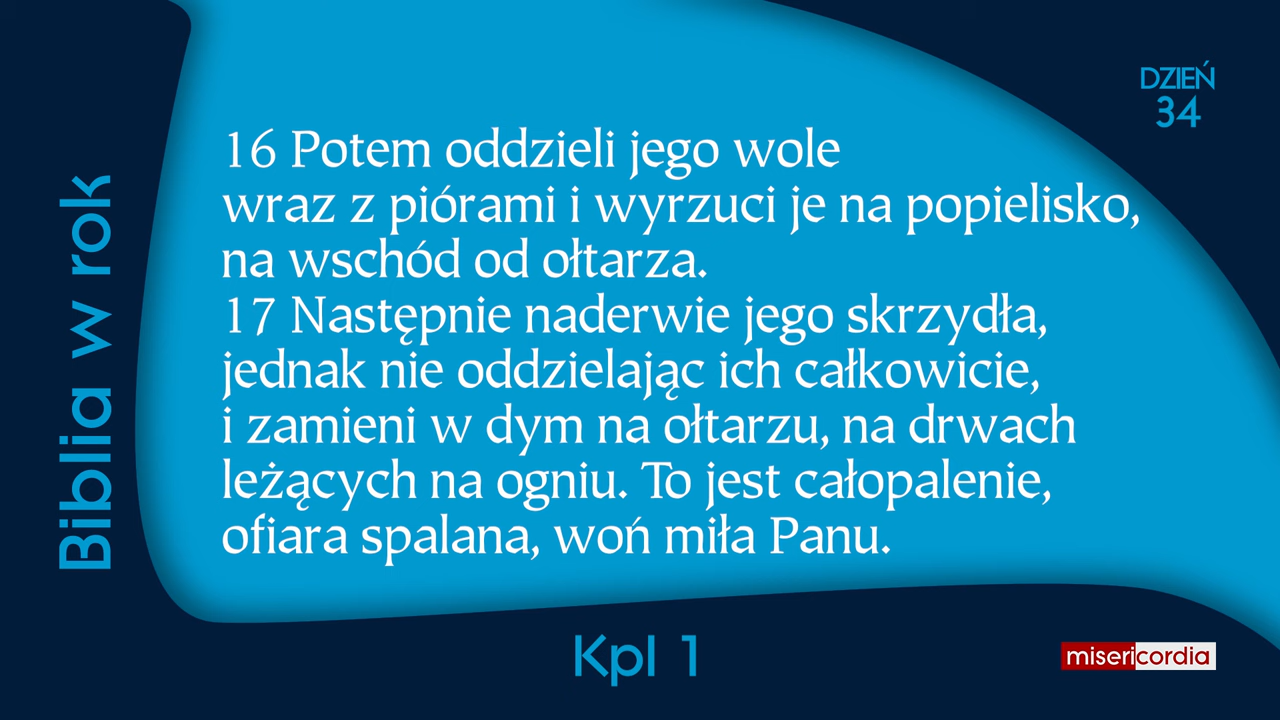 DZIEŃ
34
Biblia w rok
16 Potem oddzieli jego wole
wraz z piórami i wyrzuci je na popielisko,
na wschód od ołtarza.
17 Następnie naderwie jego skrzydła,
jednak nie oddzielając ich całkowicie,
i zamieni w dym na ołtarzu, na drwach
leżących na ogniu. To jest całopalenie,
ofiara spalana, woń miła Panu.
Kpl 1
misericordia